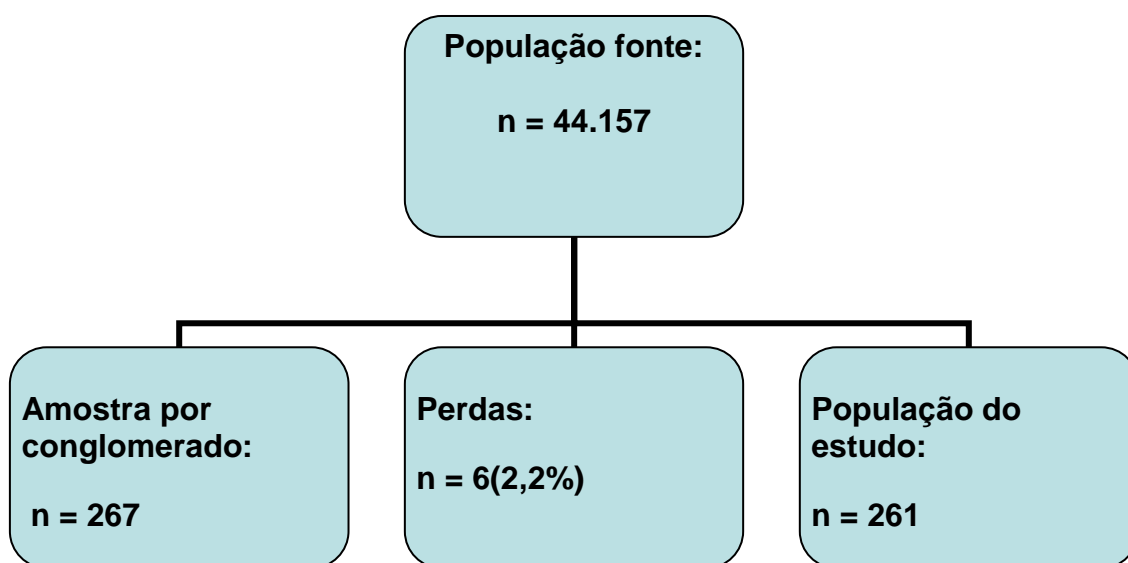 População fonte:
n = 44.157
Amostra por
conglomerado:
n = 267
Perdas:
n = 6(2,2%)
População do
estudo:
n = 261